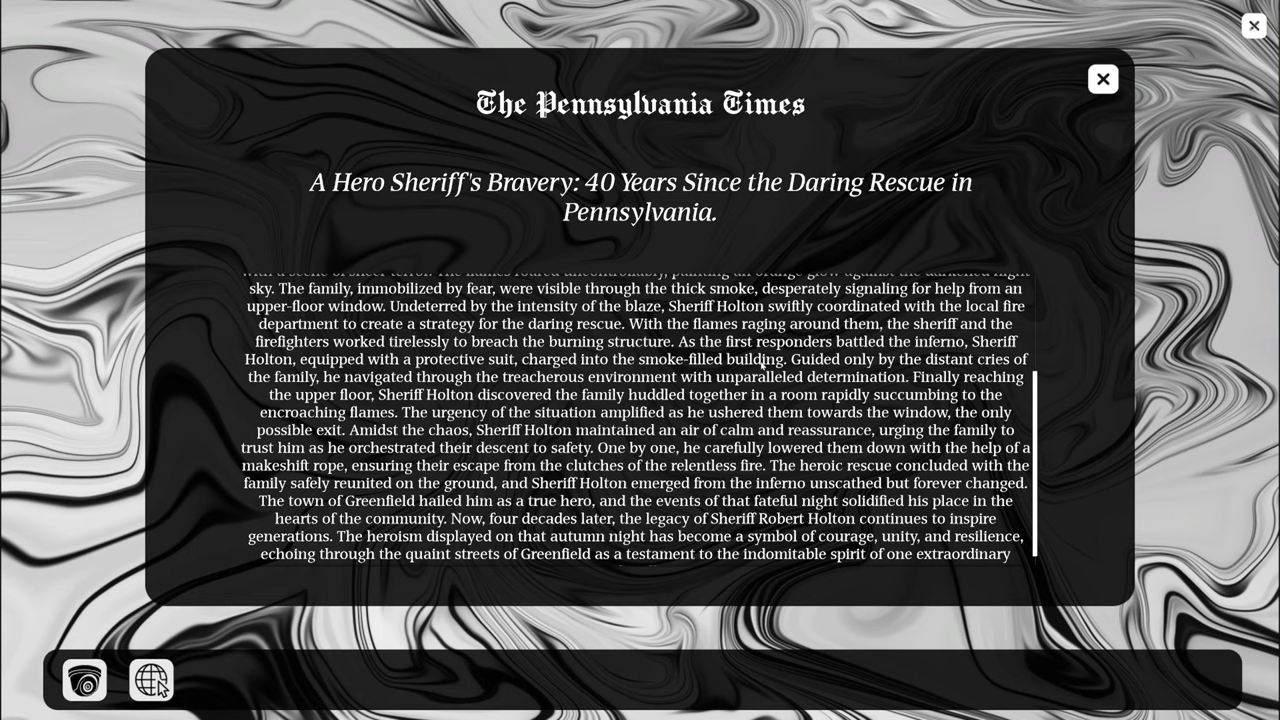 The Pennsylvania Times
A Hero Sheriff's Bravery: 40 Years Since the Daring Rescue in
Pennsylvania.
sky. The family, immobilized by fear, were visible through the thick smoke, desperately signaling for help from an
upper-floor window. Undeterred by the intensity of the blaze, Sheriff Holton swiftly coordinated with the local fire
department to create a strategy for the daring rescue. With the flames raging around them, the sheriff and the
firefighters worked tirelessly to breach the burning structure. As the first responders battled the inferno, Sheriff
Holton, equipped with a protective suit, charged into the smoke-filled building. Guided only by the distant cries of
the family, he navigated through the treacherous environment with unparalleled determination. Finally reaching
the upper floor, Sheriff Holton discovered the family huddled together in a room rapidly succumbing to the
encroaching flames. The urgency of the situation amplified as he ushered them towards the window, the only
possible exit. Amidst the chaos, Sheriff Holton maintained an air of calm and reassurance, urging the family to
trust him as he orchestrated their descent to safety. One by one, he carefully lowered them down with the help of a
makeshift rope, ensuring their escape from the clutches of the relentless fire. The heroic rescue concluded with the
family safely reunited on the ground, and Sheriff Holton emerged from the inferno unscathed but forever changed.
The town of Greenfield hailed him as a true hero, and the events of that fateful night solidified his place in the
hearts of the community. Now, four decades later, the legacy of Sheriff Robert Holton continues to inspire
generations. The heroism displayed on that autumn night has become a symbol of courage, unity, and resilience,
echoing through the quaint streets of Greenfield as a testament to the indomitable spirit of one extraordinary